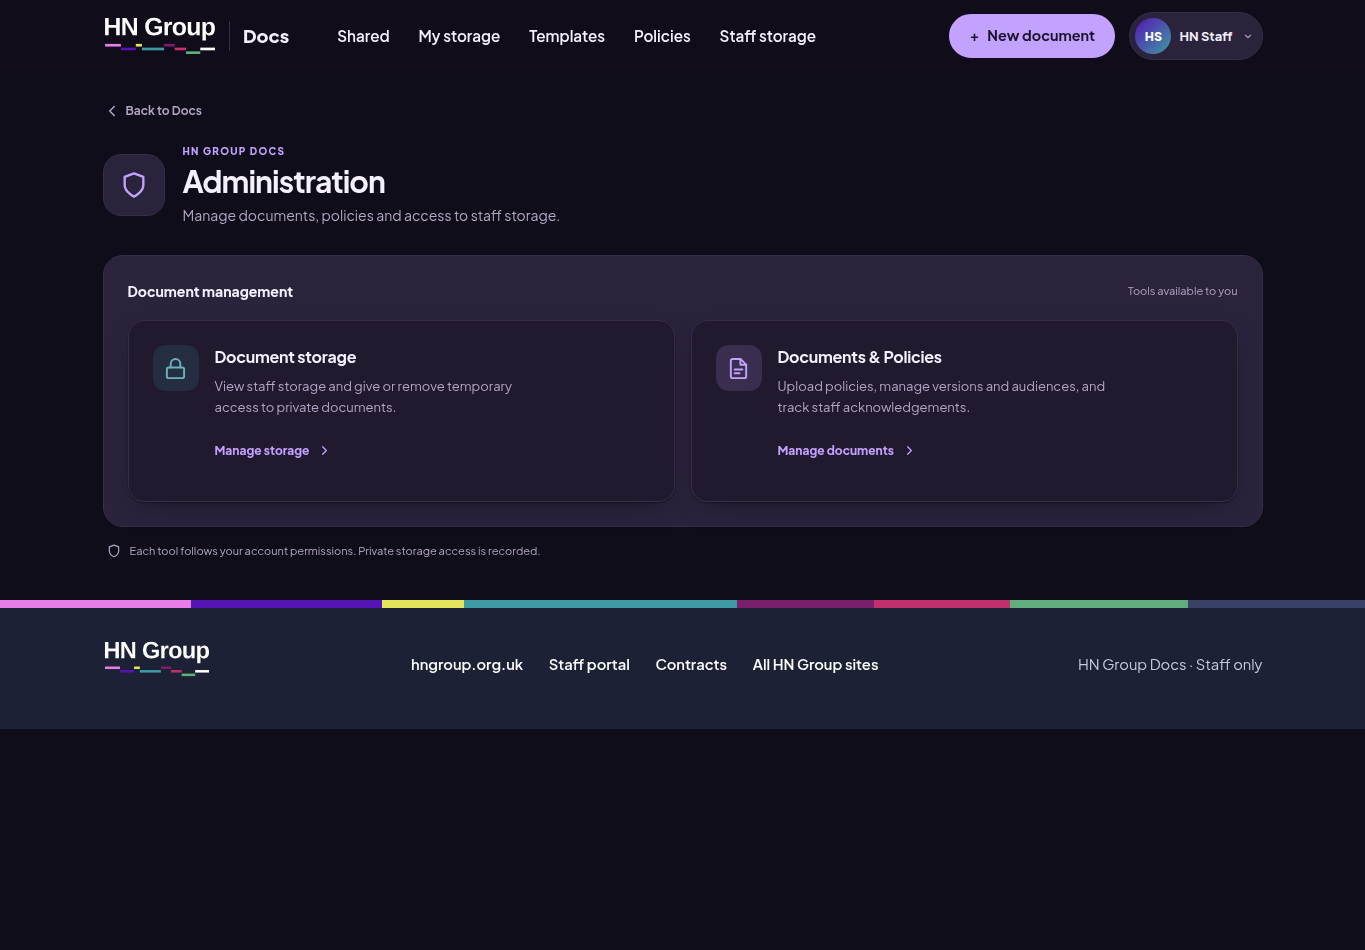 HN Group
Docs
Shared
My storage
Templates
Policies
Staff storage
+ New document
HS
HN Staff
Back to Docs
HN GROUP DOCS
Administration
Manage documents, policies and access to staff storage.
Document management
Tools available to you
Document storage
View staff storage and give or remove temporary
access to private documents.
Manage storage
Documents & Policies
Upload policies, manage versions and audiences, and
track staff acknowledgements.
Manage documents
Each tool follows your account permissions. Private storage access is recorded.
HN Group
hngroup.org.uk
Staff portal
Contracts
All HN Group sites
HN Group Docs · Staff only